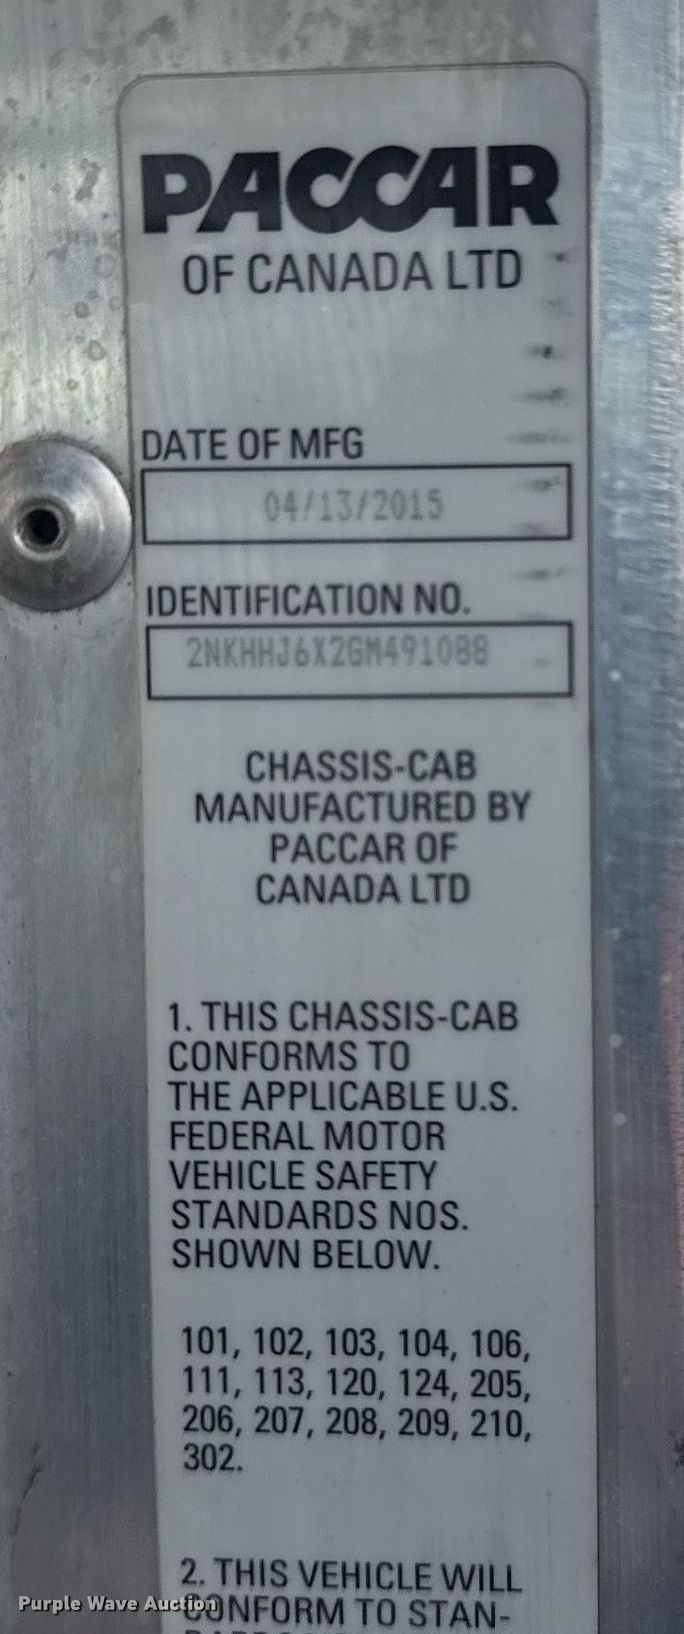 PACCAR
OF CANADA LTD
DATE OF MFG
04/13/2015
IDENTIFICATION NO.
2NKHHJ6X2GM491088
CHASSIS-CAB
MANUFACTURED BY
PACCAR OF
CANADA LTD
1. THIS CHASSIS-CAB
CONFORMS TO
THE APPLICABLE U.S.
FEDERAL MOTOR
VEHICLE SAFETY
STANDARDS NOS.
SHOWN BELOW.
101, 102, 103, 104, 106,
111, 113, 120, 124, 205,
206, 207, 208, 209, 210,
302.
2. THIS VEHICLE WILL
CONFORM TO STAN-
Purple Wave Auction